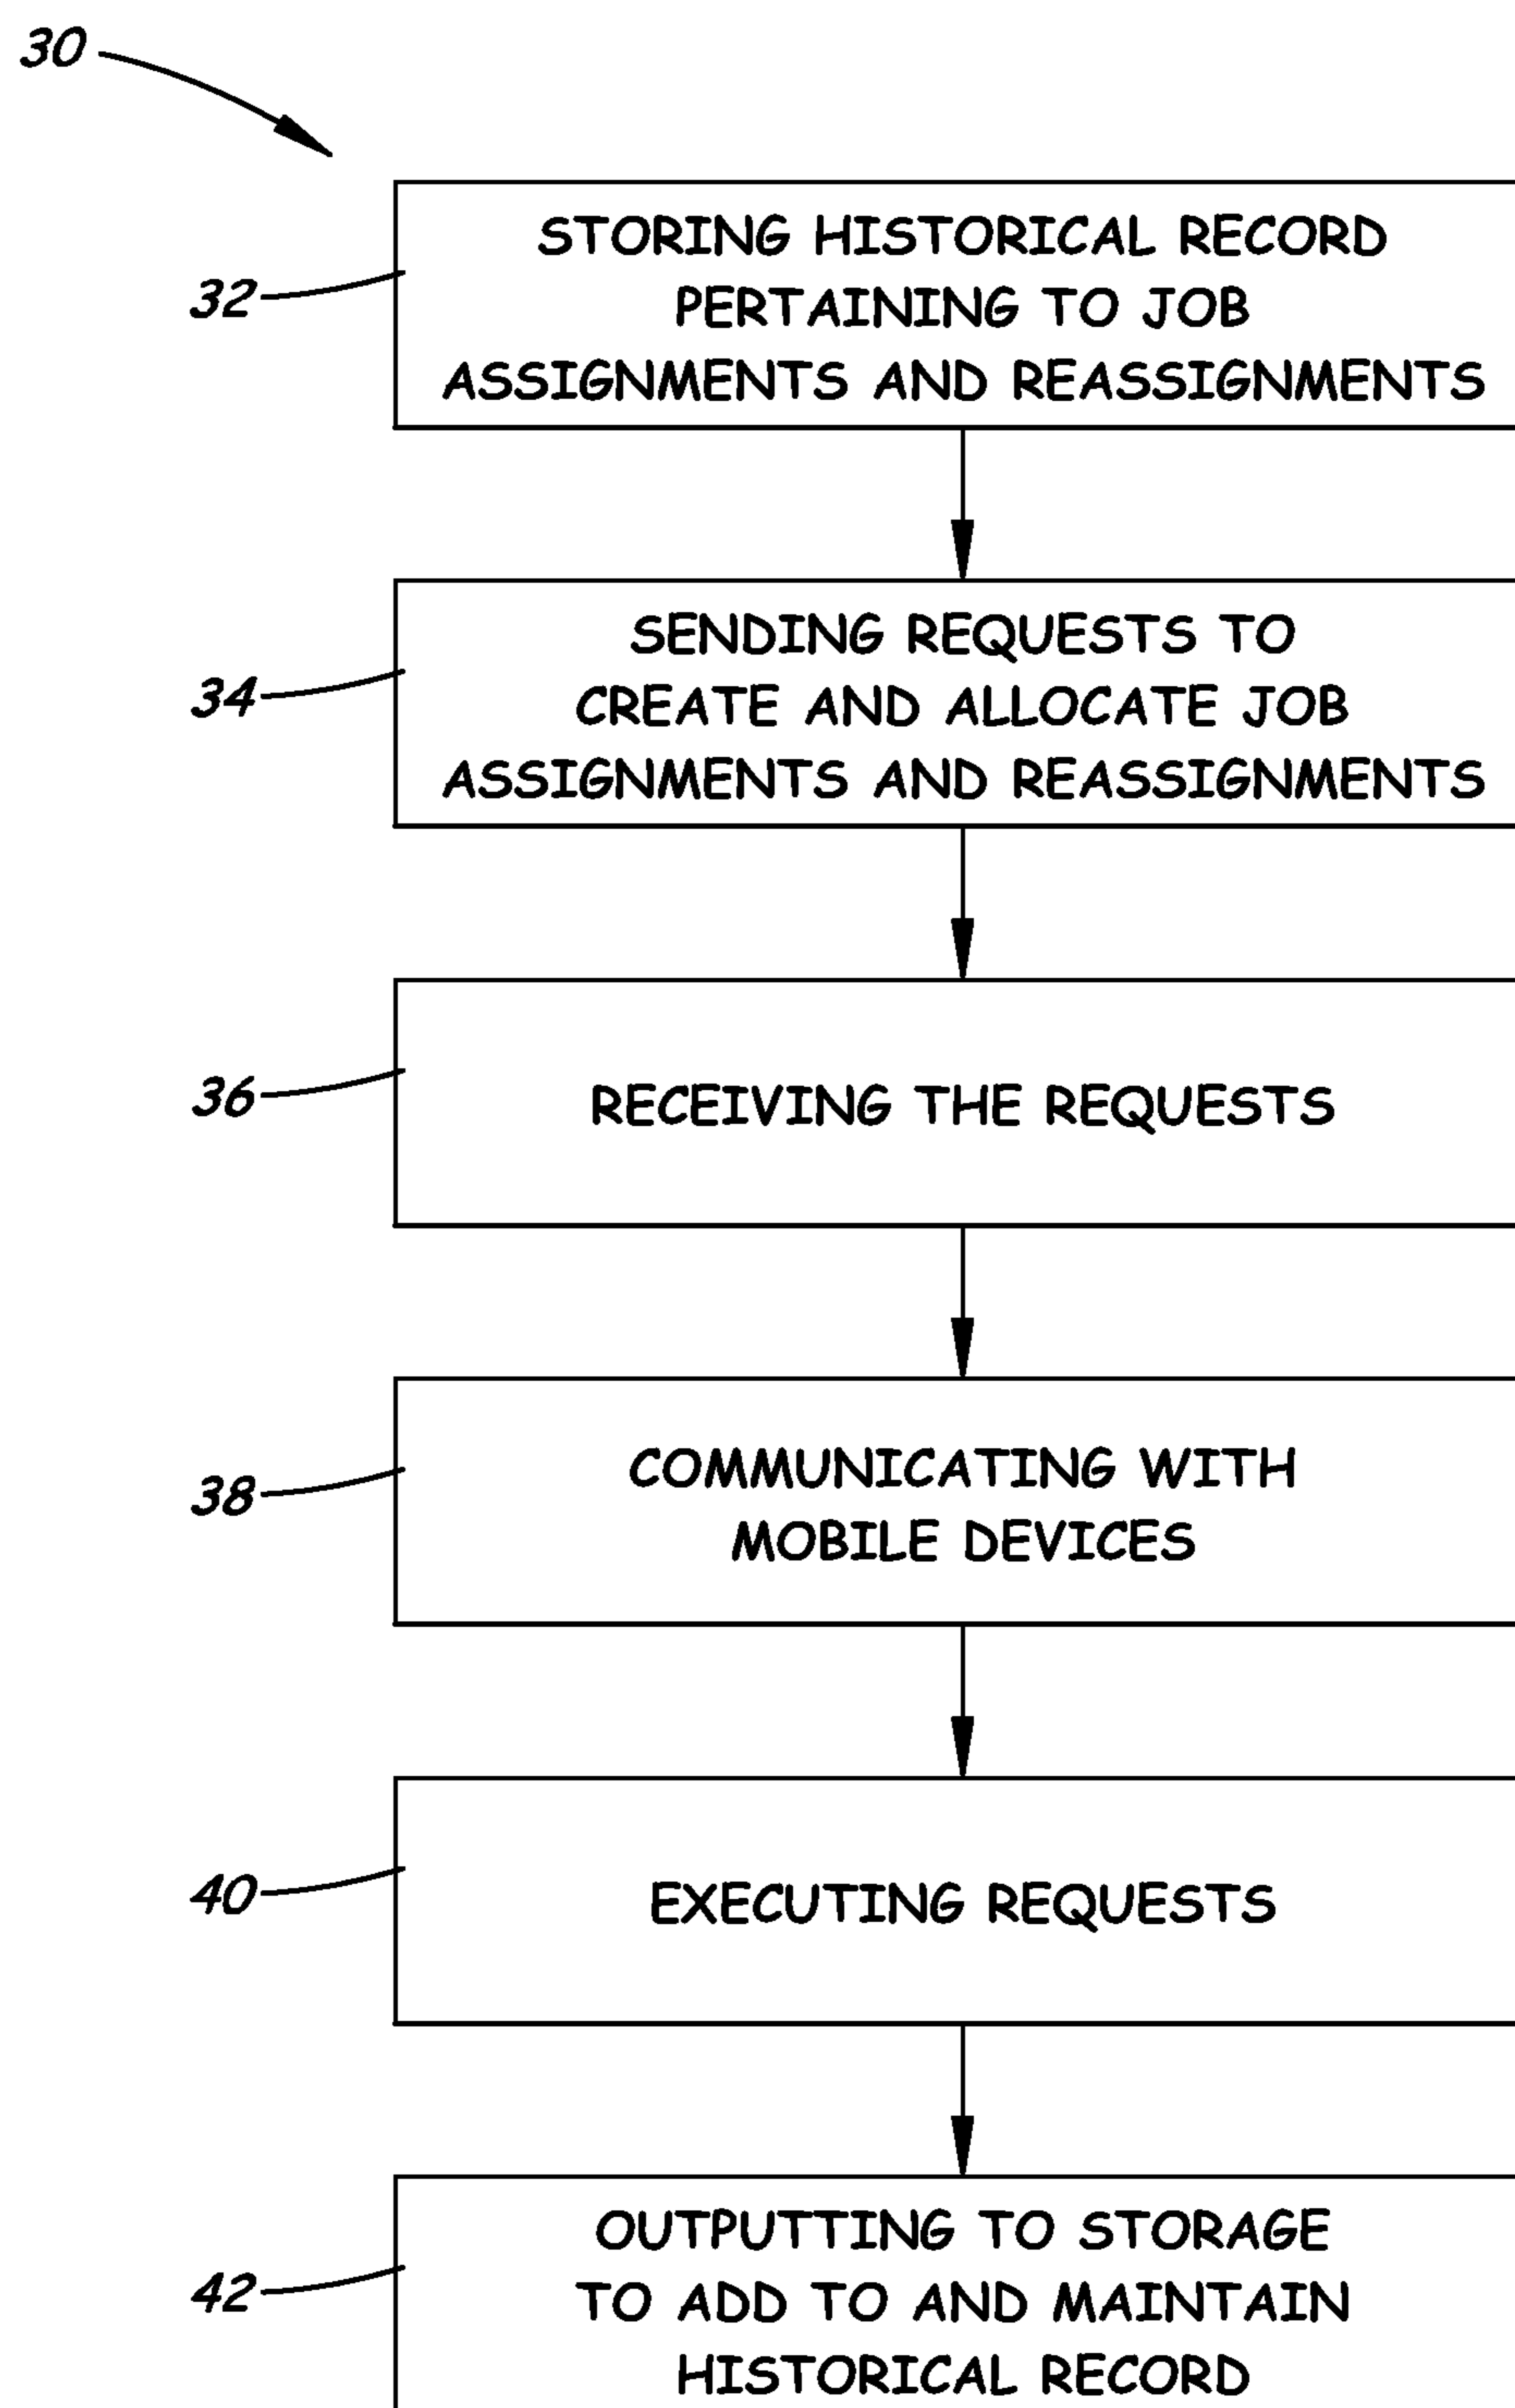 30
STORING HISTORICAL RECORD
PERTAINING TO JOB
ASSIGNMENTS AND REASSIGNMENTS
32
SENDING REQUESTS TO
CREATE AND ALLOCATE JOB
ASSIGNMENTS AND REASSIGNMENTS
34
RECEIVING THE REQUESTS
36
COMMUNICATING WITH
MOBILE DEVICES
38
EXECUTING REQUESTS
40
OUTPUTTING TO STORAGE
TO ADD TO AND MAINTAIN
HISTORICAL RECORD
42